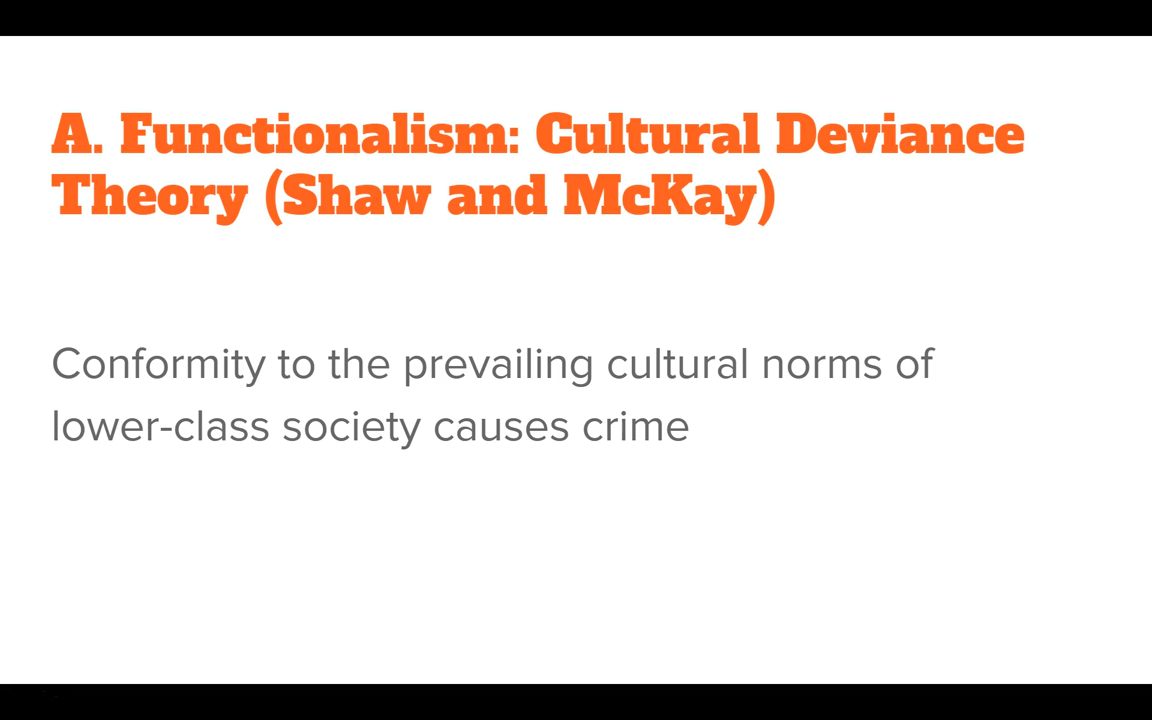 A. Functionalism: Cultural Deviance
Theory (Shaw and McKay)
Conformity to the prevailing cultural norms of
lower-class society causes crime